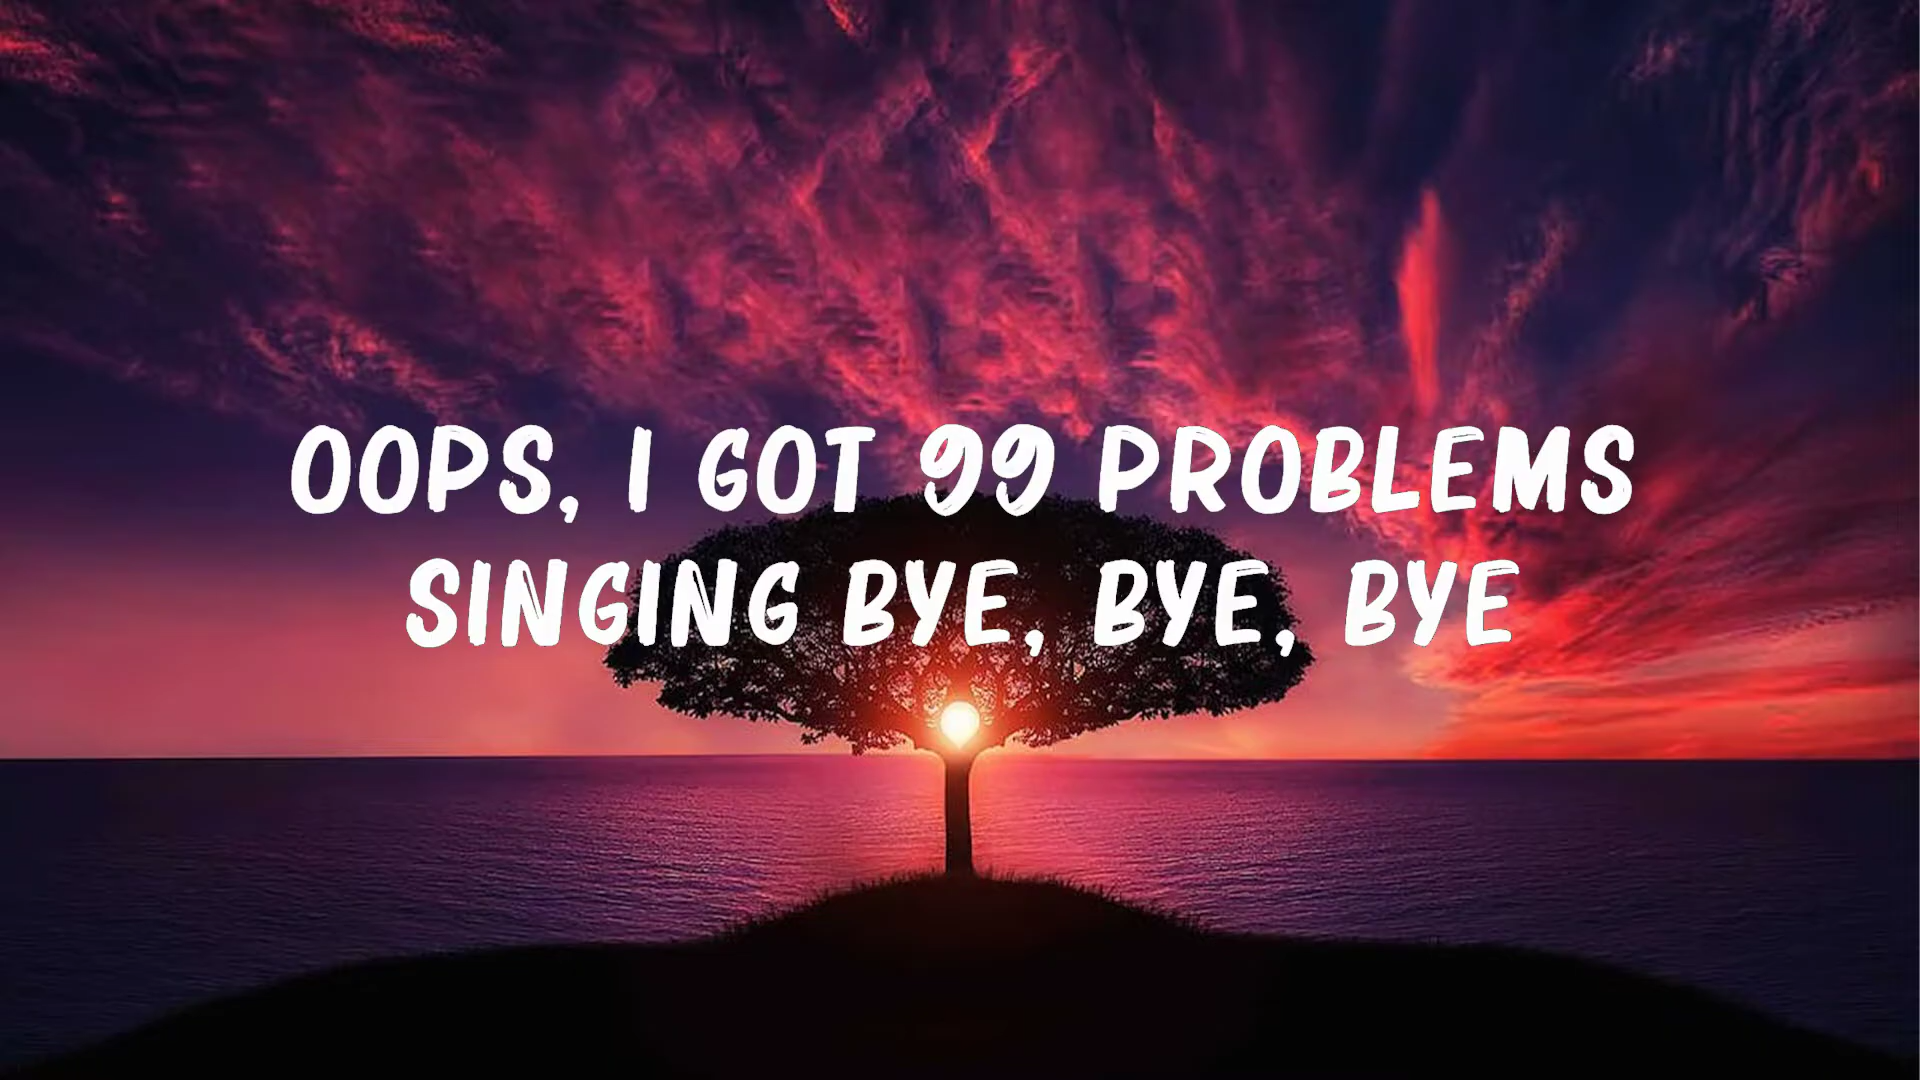 OOPS, I GOT 99 PROBLEMS
SINGING BYE, BYE, BYE